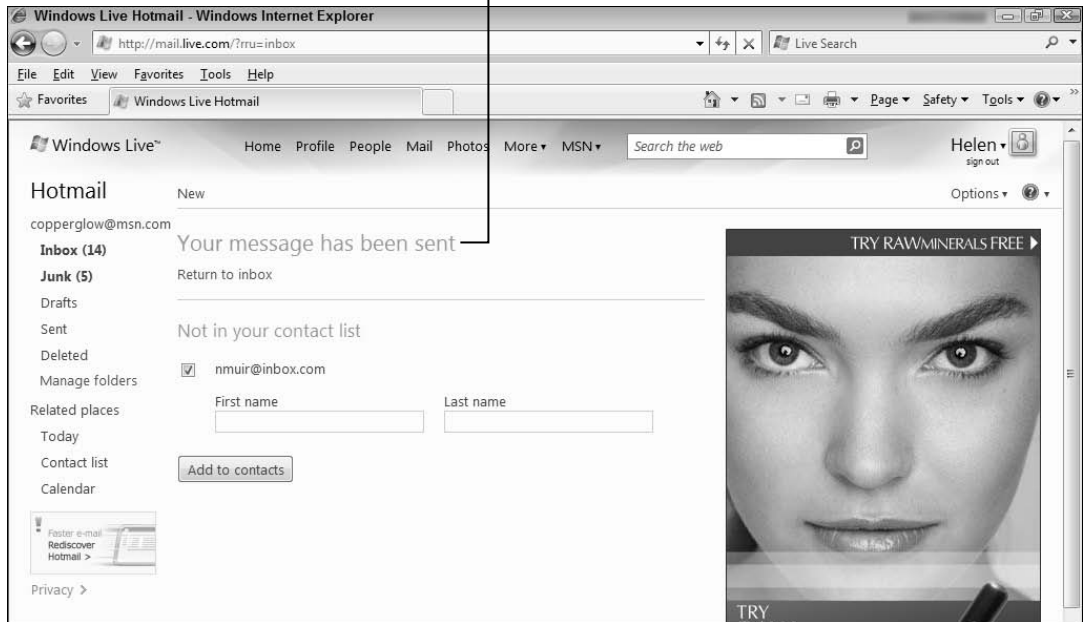 Windows Live Hotmail - Windows Internet Explorer
http://mail.live.com/?rru=inbox
Live Search
File Edit View Favorites Tools Help
Favorites
Windows Live Hotmail
Page Safety Tools
Windows Live™
Home Profile People Mail Photos More MSN
Search the web
Helen
sign out
Hotmail
New
Options
copperglow@msn.com
Inbox (14)
Junk (5)
Drafts
Sent
Deleted
Manage folders
Related places
Today
Contact list
Calendar
Faster e-mail
Rediscover
Hotmail >
Privacy >
Your message has been sent
Return to inbox
Not in your contact list
nmuir@inbox.com
First name
Last name
Add to contacts
TRY RAWMINERALS FREE
TRY